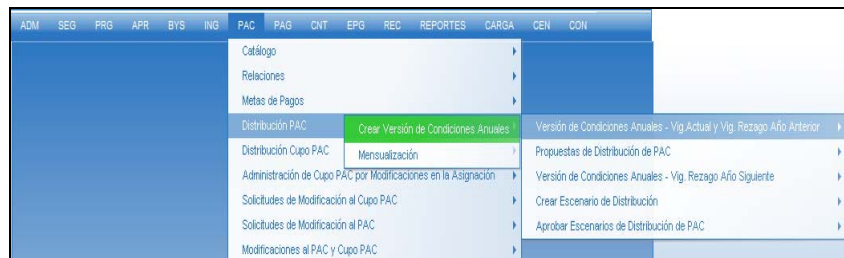 ADM SEG PRG APR BYS ING PAC PAG CNT EPG REC REPORTES CARGA CEN CON
Catálogo
Relaciones
Metas de Pagos
Distribución PAC
Distribución Cupo PAC
Administración de Cupo PAC por Modificaciones en la Asignación
Solicitudes de Modificación al Cupo PAC
Solicitudes de Modificación al PAC
Modificaciones al PAC y Cupo PAC
Crear Versión de Condiciones Anuales
Mensualización
Versión de Condiciones Anuales - Vig.Actual y Vig. Rezago Año Anterior
Propuestas de Distribución de PAC
Versión de Condiciones Anuales - Vig. Rezago Año Siguiente
Crear Escenario de Distribución
Aprobar Escenarios de Distribución de PAC